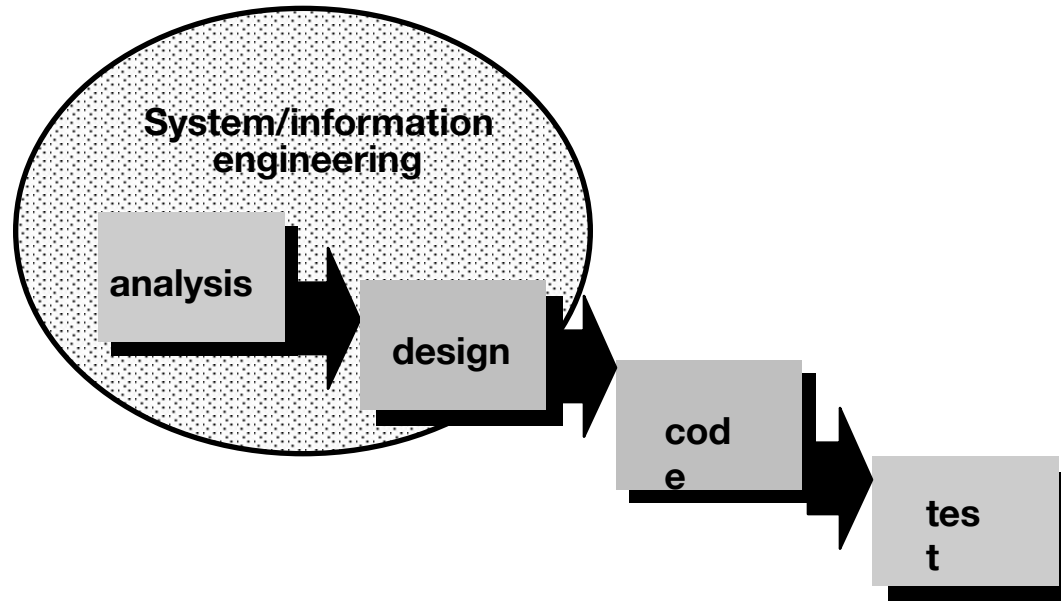 System/information
engineering
analysis
design
cod
e
tes
t